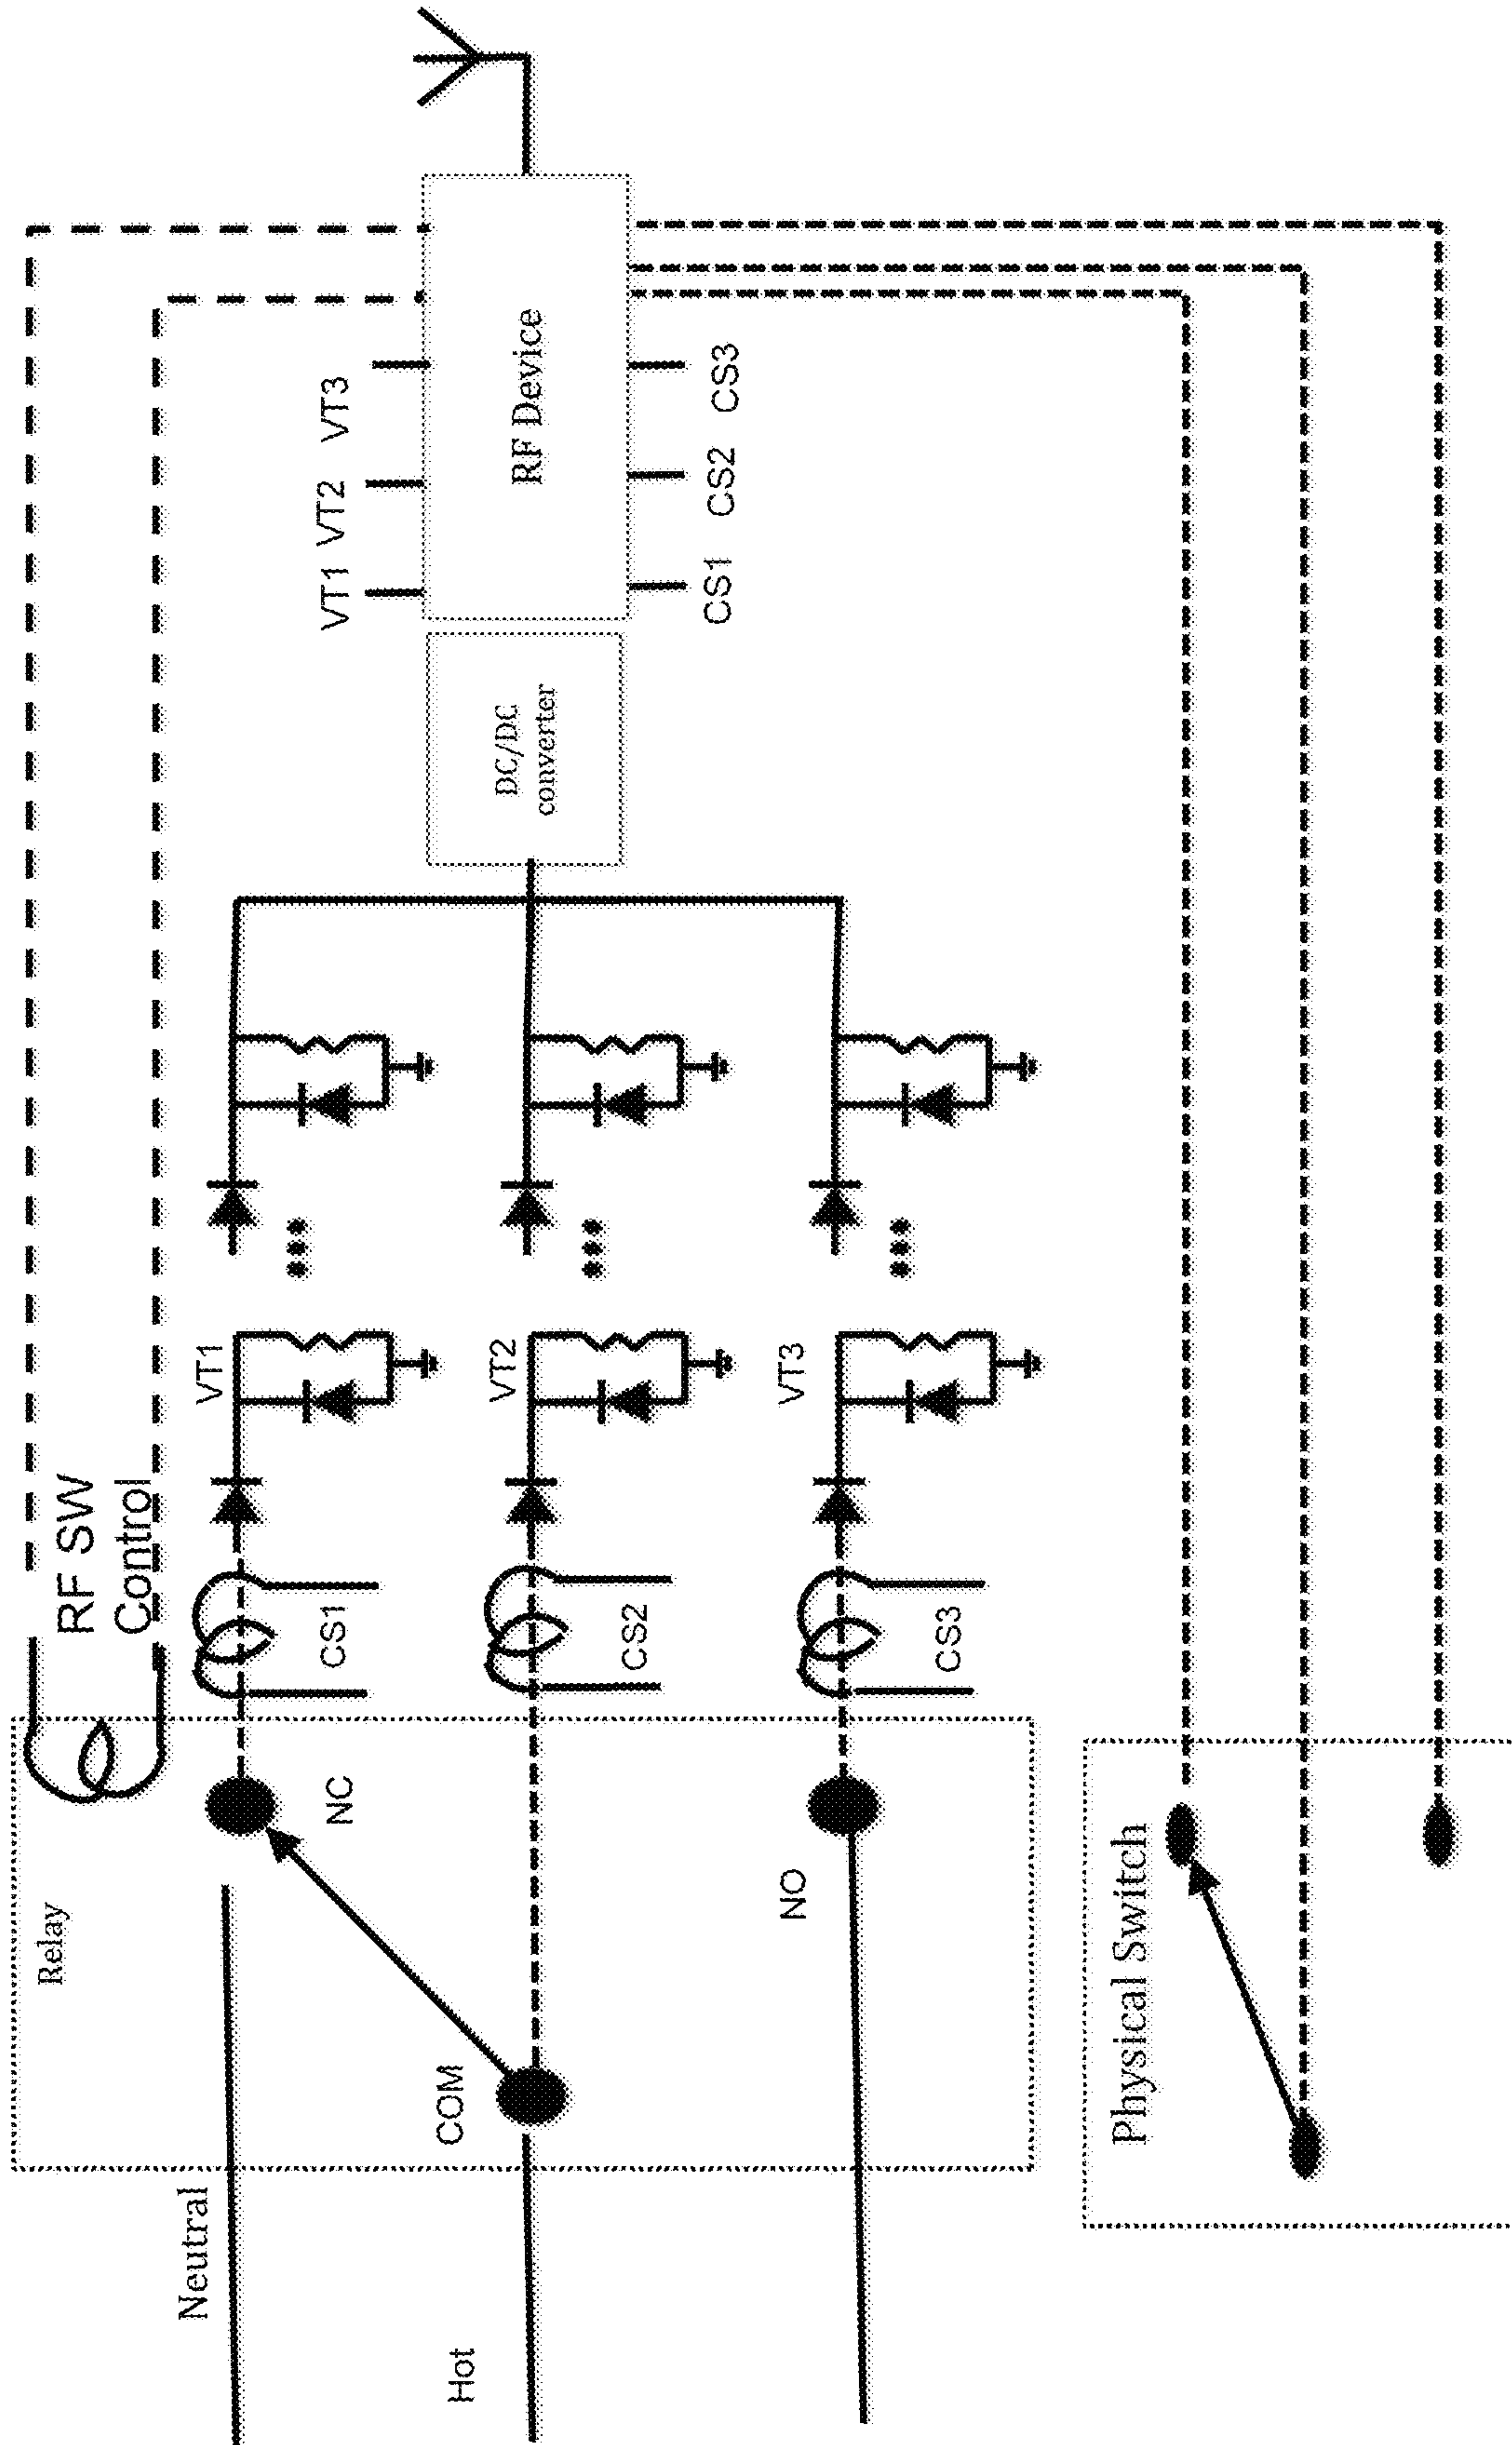 RF SW
Control
Relay
Neutral
Hot
COM
NC
NO
CS1
CS2
CS3
VT1
VT2
VT3
DC/DC
converter
RF Device
VT1
VT2
VT3
CS1
CS2
CS3
Physical Switch